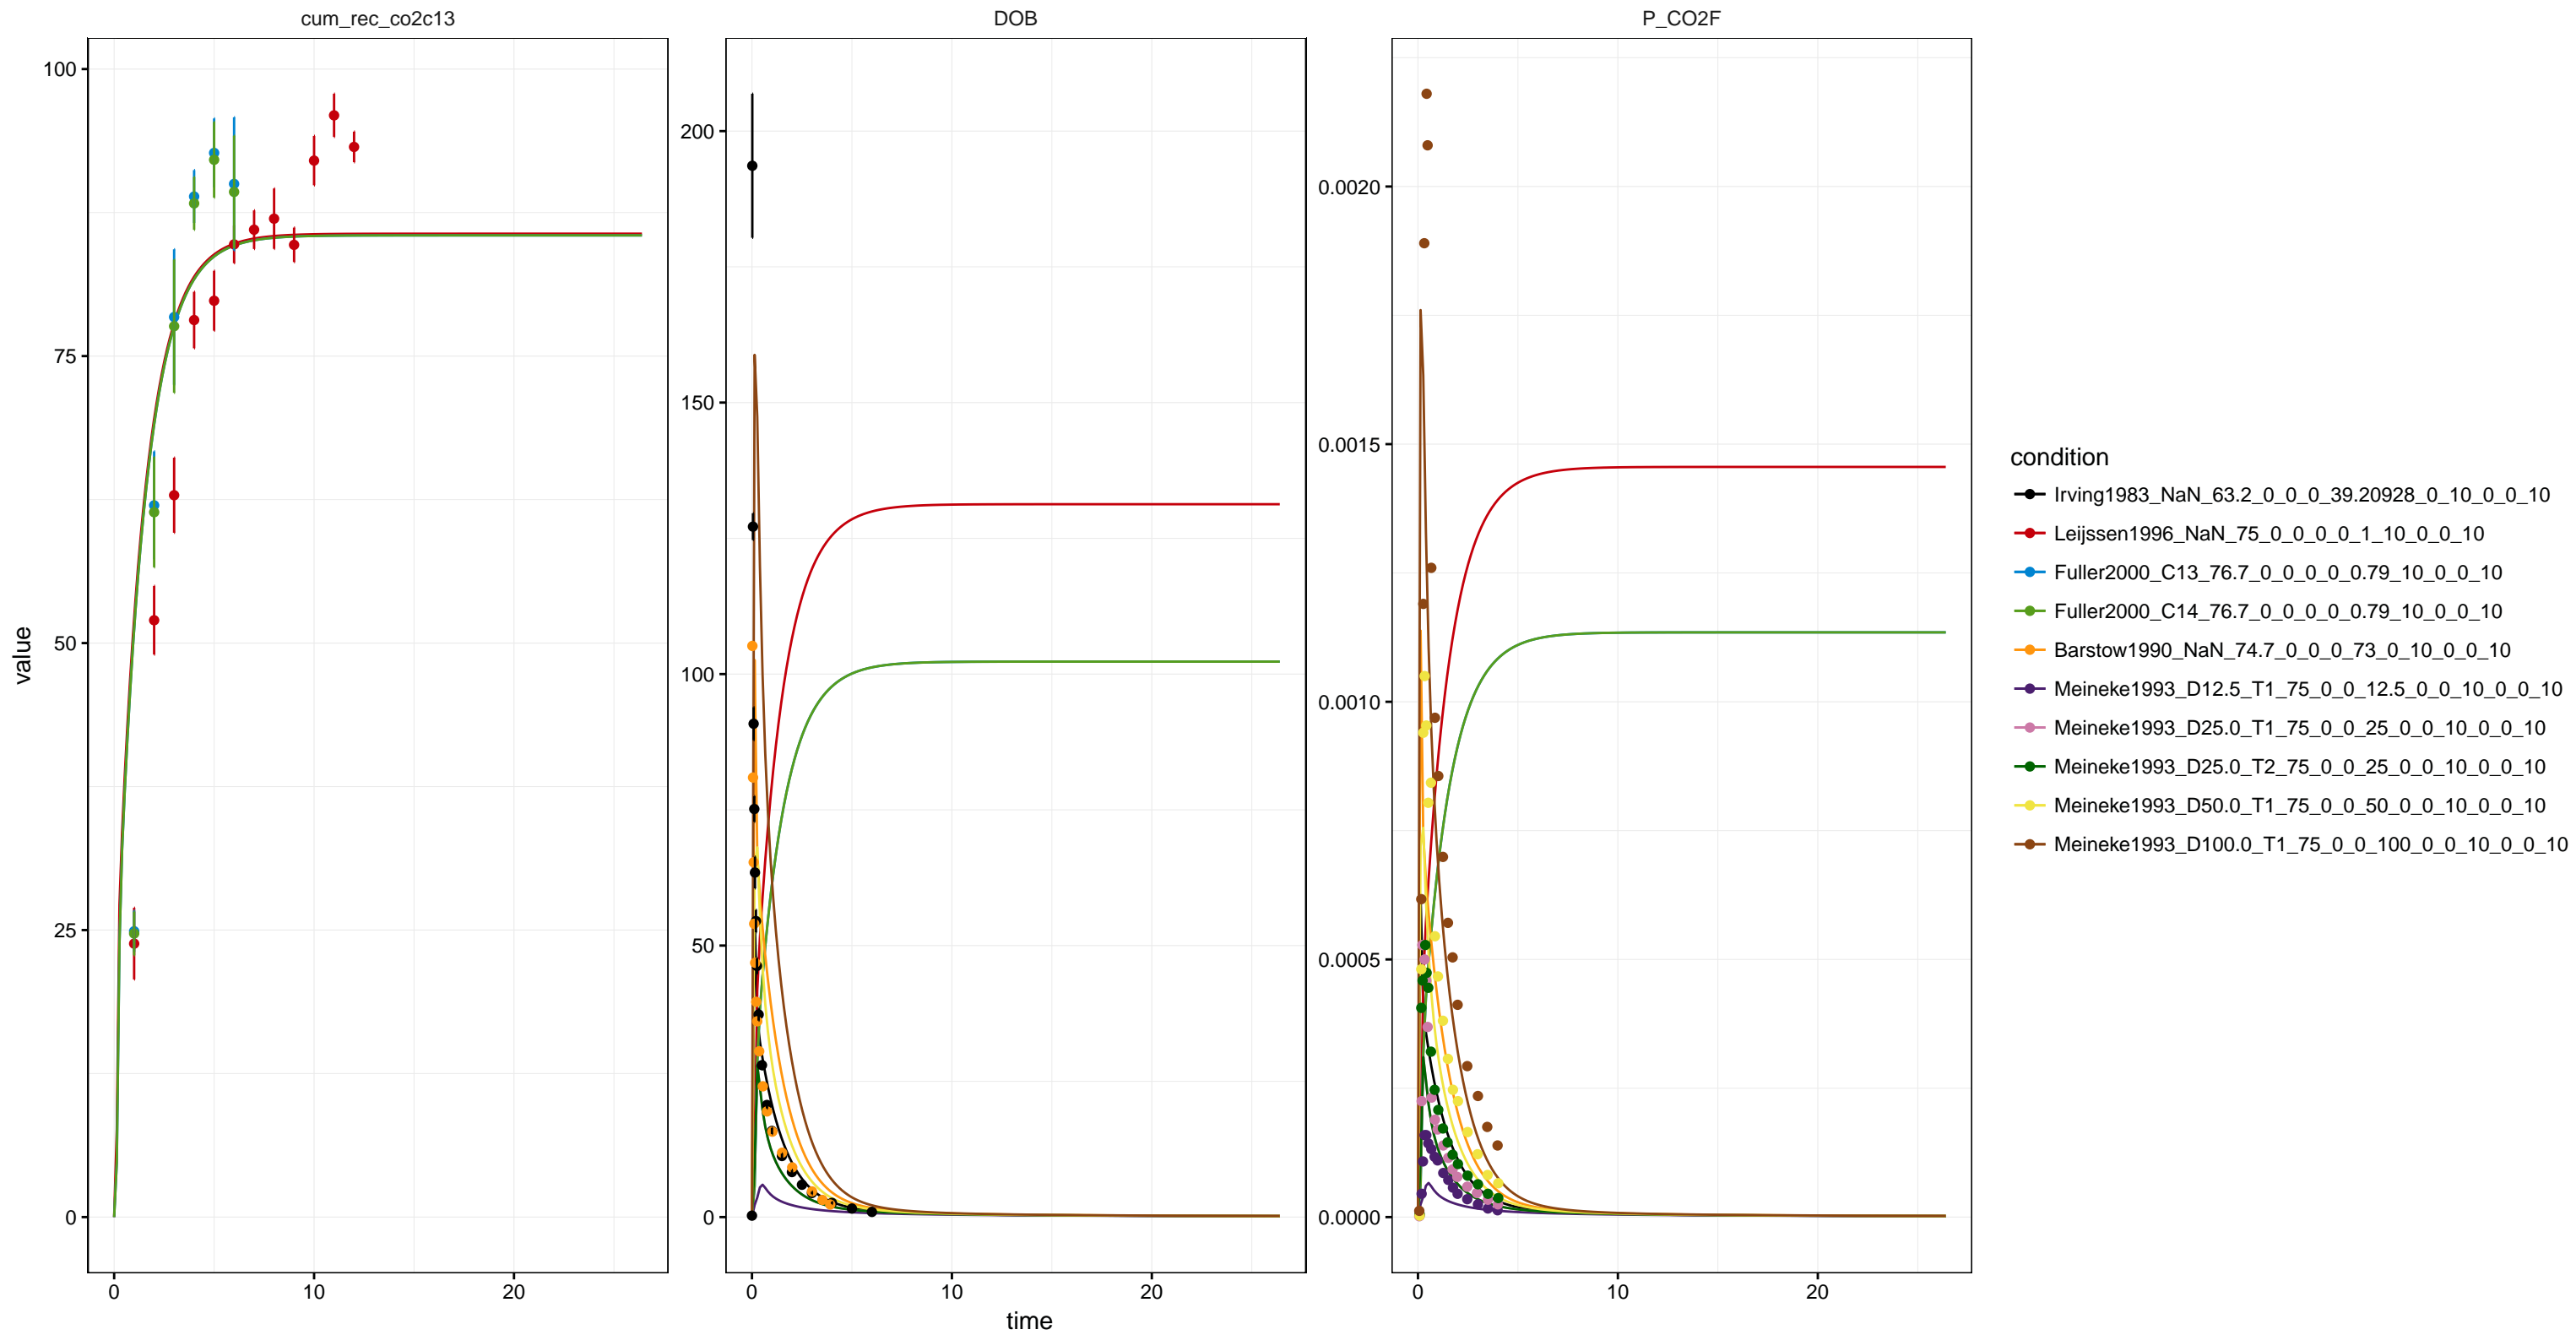 cum_rec_co2c13
DOB
P_CO2F
value
100
75
50
25
0
0
10
20
200
150
100
50
0
0
10
20
time
0.0020
0.0015
0.0010
0.0005
0.0000
0
10
20
condition
Irving1983_NaN_63.2_0_0_0_39.20928_0_10_0_0_10
Leijssen1996_NaN_75_0_0_0_0_1_10_0_0_10
Fuller2000_C13_76.7_0_0_0_0_0.79_10_0_0_10
Fuller2000_C14_76.7_0_0_0_0_0.79_10_0_0_10
Barstow1990_NaN_74.7_0_0_0_73_0_10_0_0_10
Meineke1993_D12.5_T1_75_0_0_12.5_0_0_10_0_0_10
Meineke1993_D25.0_T1_75_0_0_25_0_0_10_0_0_10
Meineke1993_D25.0_T2_75_0_0_25_0_0_10_0_0_10
Meineke1993_D50.0_T1_75_0_0_50_0_0_10_0_0_10
Meineke1993_D100.0_T1_75_0_0_100_0_0_10_0_0_10